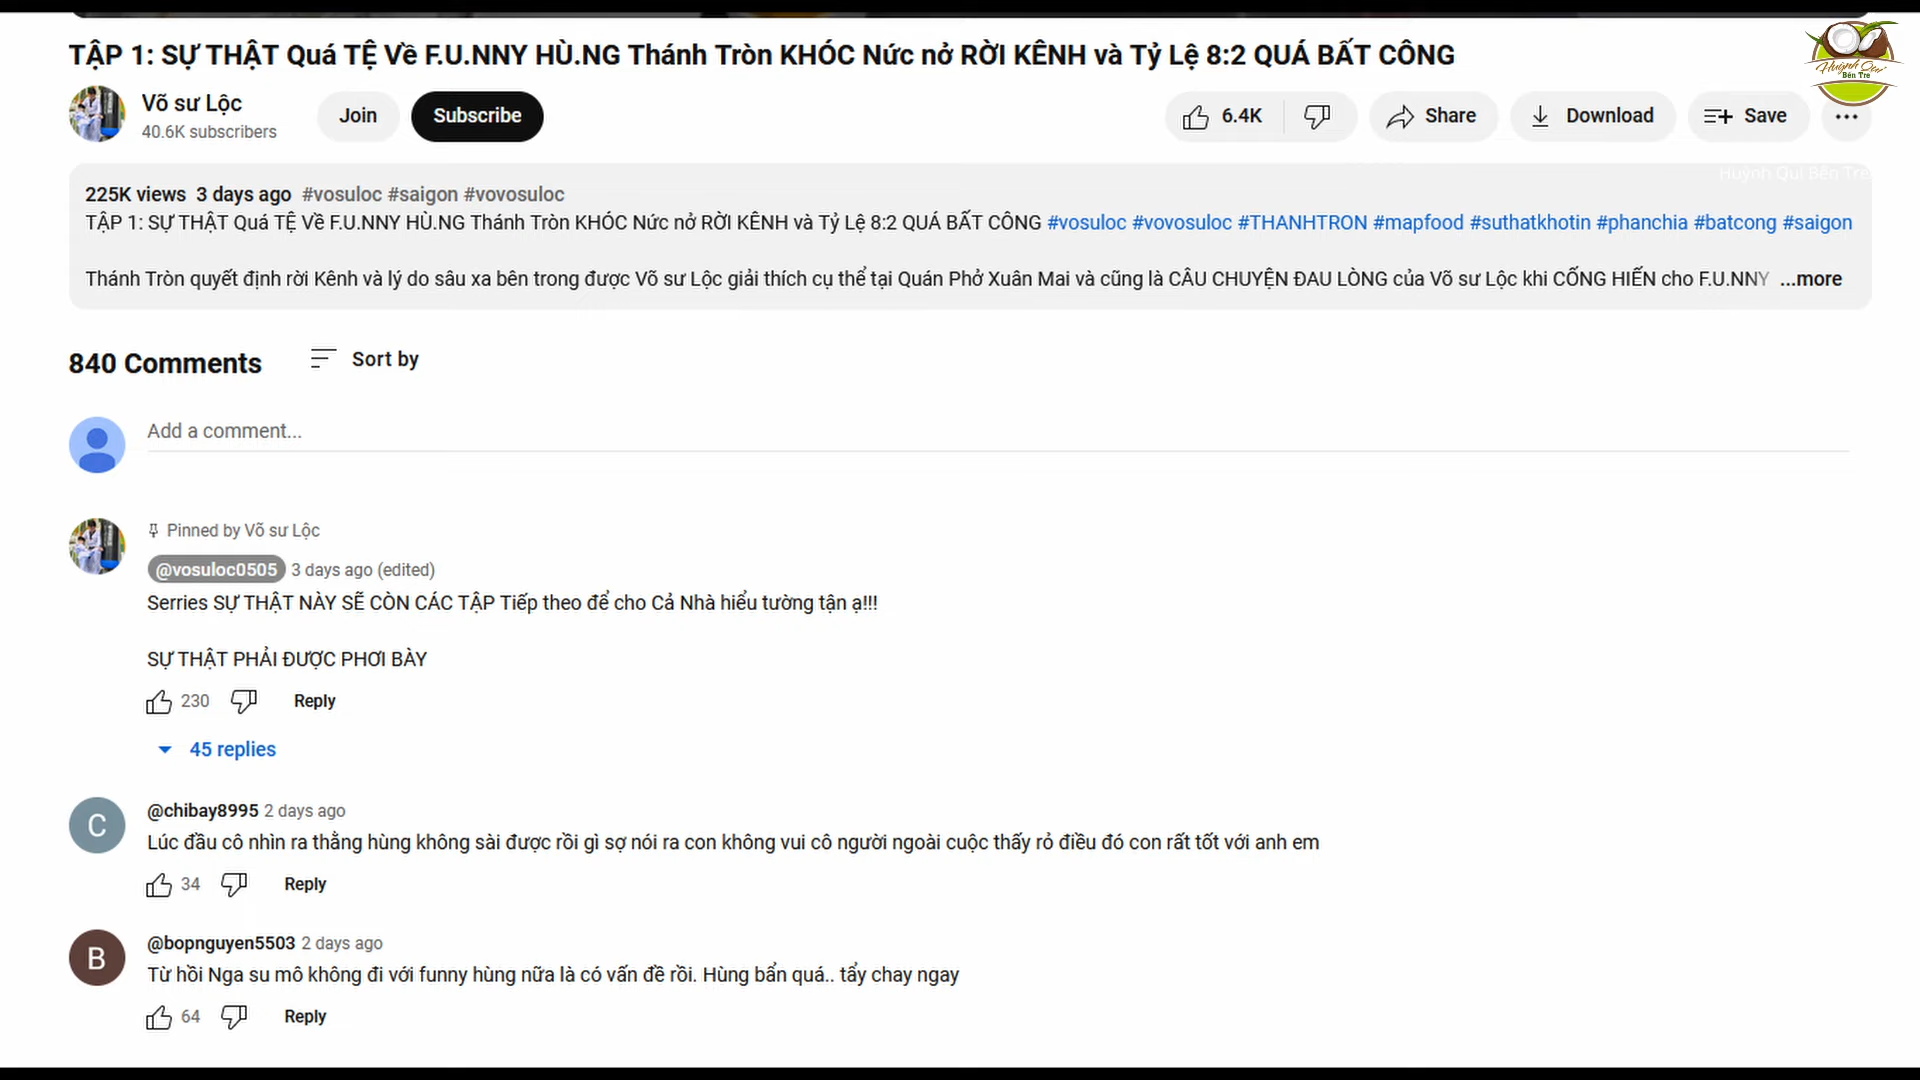 TẬP 1: SỰ THẬT Quá TỆ Về F.U.NNY HÙ.NG Thánh Tròn KHÓC Nức nở RỜI KÊNH và Tỷ Lệ 8:2 QUÁ BẤT CÔNG
Huỳnh Qui
Bến Tre
Võ sư Lộc
40.6K subscribers
Join
Subscribe
6.4K
Share
Download
Save
Huỳnh Qui Bến Tre
225K views 3 days ago #vosuloc #saigon #vovosuloc
TẬP 1: SỰ THẬT Quá TỆ Về F.U.NNY HÙ.NG Thánh Tròn KHÓC Nức nở RỜI KÊNH và Tỷ Lệ 8:2 QUÁ BẤT CÔNG #vosuloc #vovosuloc #THANHTRON #mapfood #suthatkhotin #phanchia #batcong #saigon
Thánh Tròn quyết định rời Kênh và lý do sâu xa bên trong được Võ sư Lộc giải thích cụ thể tại Quán Phở Xuân Mai và cũng là CÂU CHUYỆN ĐAU LÒNG của Võ sư Lộc khi CỐNG HIẾN cho F.U.NNY ...more
840 Comments
Sort by
Add a comment...
Pinned by Võ sư Lộc
@vosuloc0505 3 days ago (edited)
Serries SỰ THẬT NÀY SẼ CÒN CÁC TẬP Tiếp theo để cho Cả Nhà hiểu tường tận ạ!!!
SỰ THẬT PHẢI ĐƯỢC PHƠI BÀY
230
Reply
45 replies
C
@chibay8995 2 days ago
Lúc đầu cô nhìn ra thằng hùng không sài được rồi gì sợ nói ra con không vui cô người ngoài cuộc thấy rỏ điều đó con rất tốt với anh em
34
Reply
B
@bopnguyen5503 2 days ago
Từ hồi Nga su mô không đi với funny hùng nữa là có vấn đề rồi. Hùng bẩn quá.. tẩy chay ngay
64
Reply